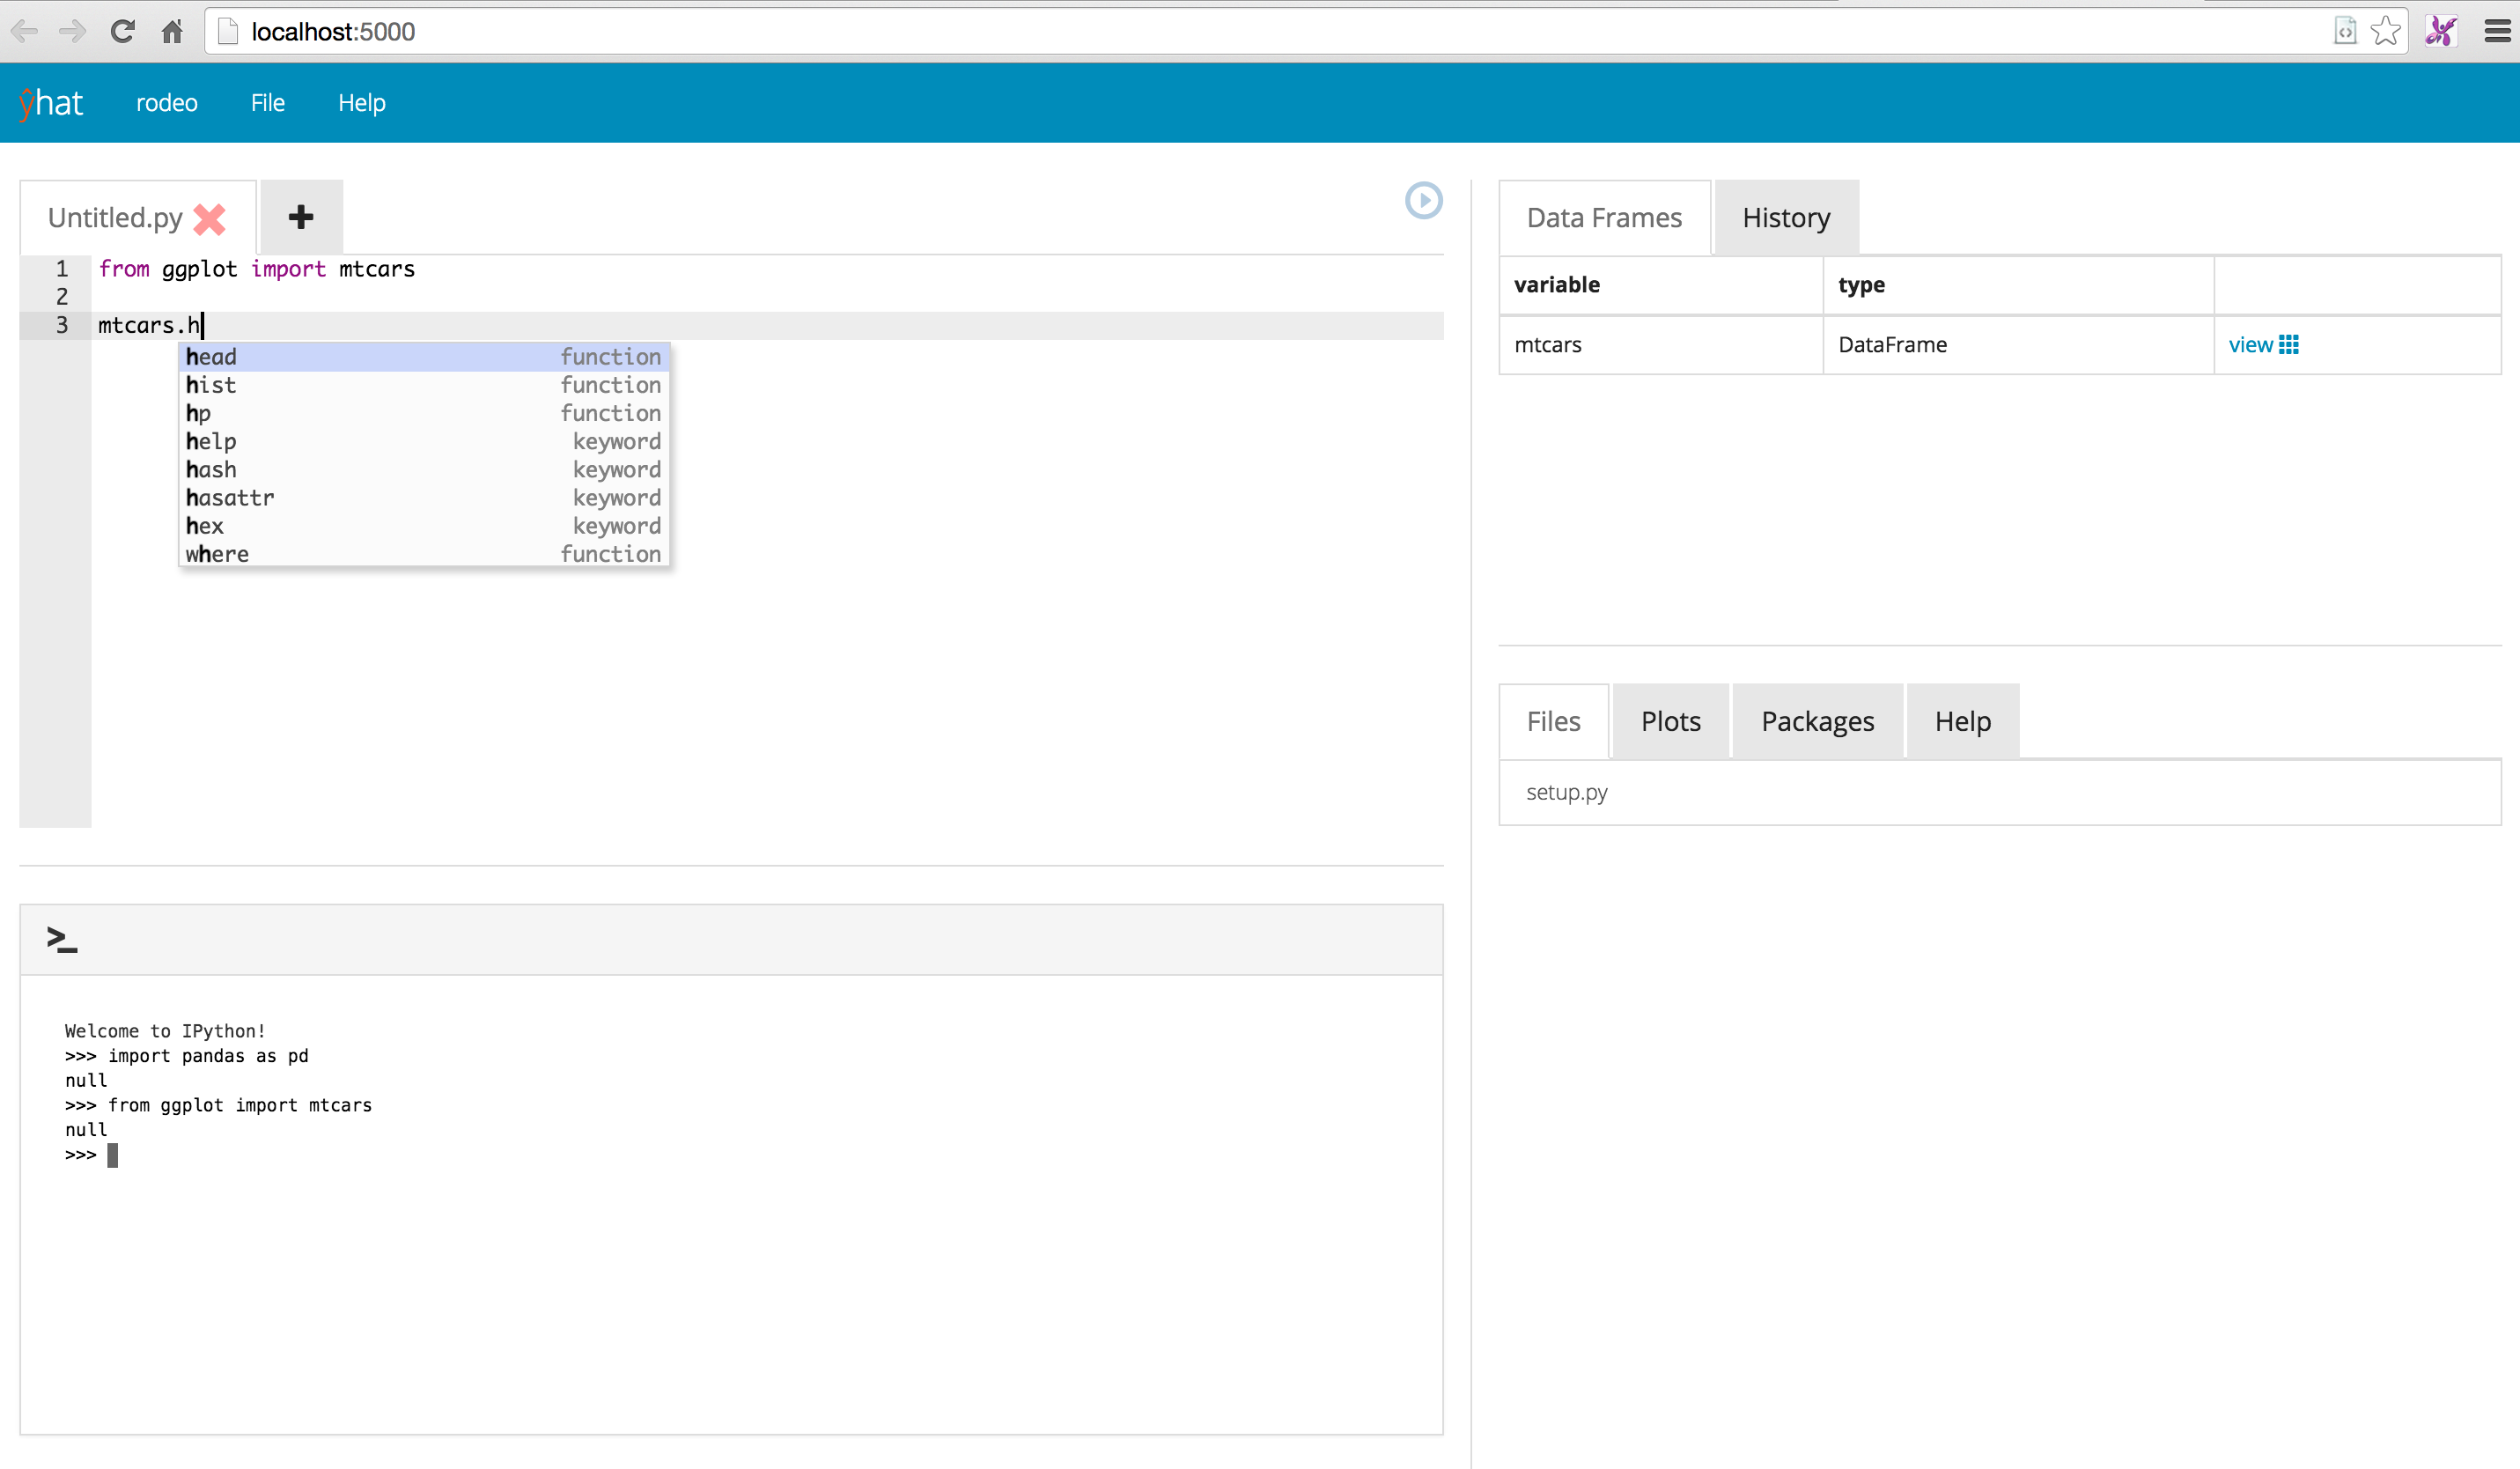 localhost:5000
ŷhat rodeo File Help
Untitled.py
1 from ggplot import mtcars
2
3 mtcars.h
head function
hist function
hp function
help keyword
hash keyword
hasattr keyword
hex keyword
where function
>_
Welcome to IPython!
>>> import pandas as pd
null
>>> from ggplot import mtcars
null
>>>
Data Frames History
variable type
mtcars DataFrame view
Files Plots Packages Help
setup.py